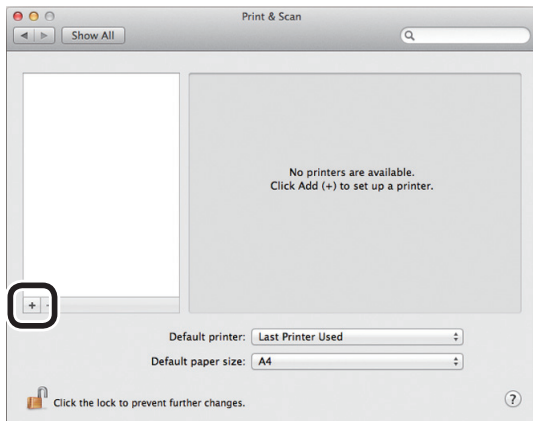 Print & Scan
Show All
No printers are available.
Click Add (+) to set up a printer.
+ -
Default printer: Last Printer Used
Default paper size: A4
Click the lock to prevent further changes.
?